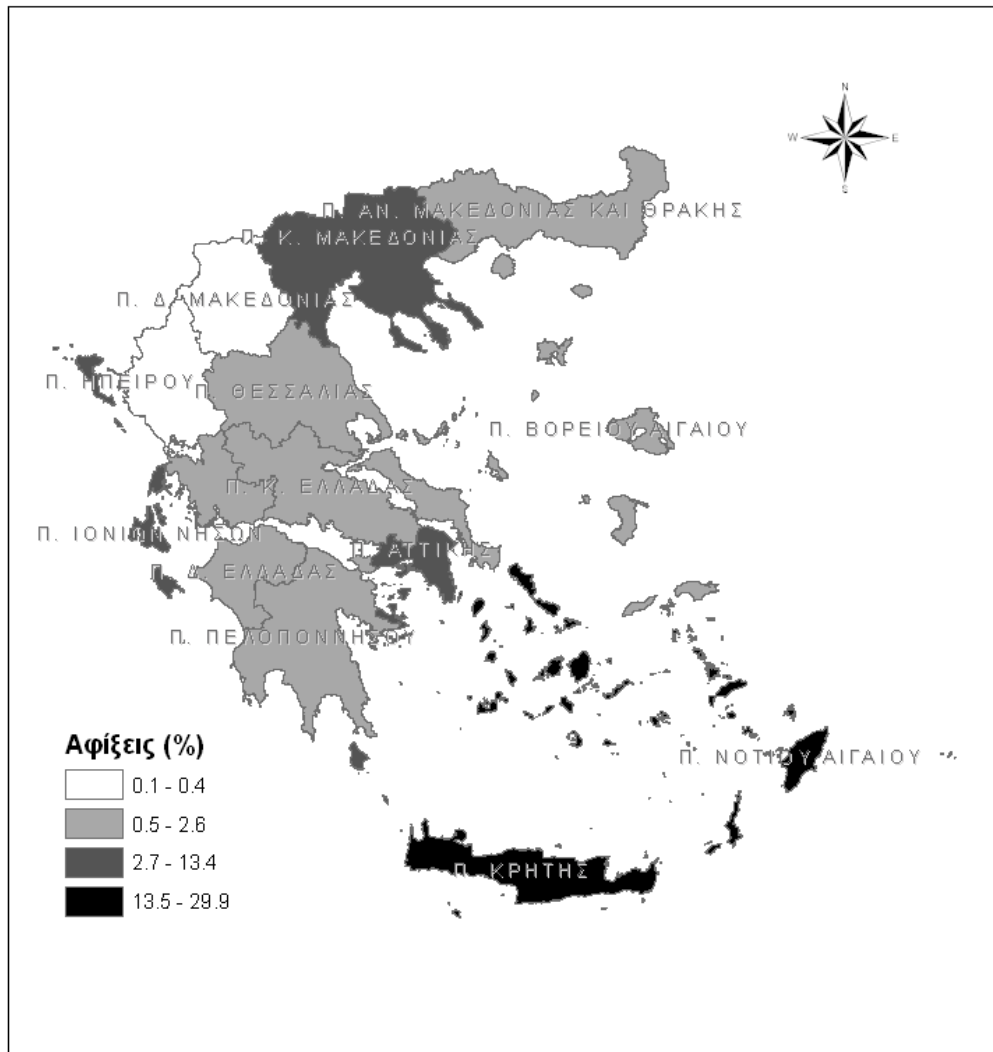 N
W E
S
Π. ΑΝ. ΜΑΚΕΔΟΝΙΑΣ ΚΑΙ ΘΡΑΚΗΣ
Π. Κ. ΜΑΚΕΔΟΝΙΑΣ
Π. Δ. ΜΑΚΕΔΟΝΙΑΣ
Π. ΗΠΕΙΡΟΥ
Π. ΘΕΣΣΑΛΙΑΣ
Π. ΒΟΡΕΙΟΥ ΑΙΓΑΙΟΥ
Π. Κ. ΕΛΛΑΔΑΣ
Π. ΙΟΝΙΩΝ ΝΗΣΩΝ
Π. ΑΤΤΙΚΗΣ
Π. Δ. ΕΛΛΑΔΑΣ
Π. ΠΕΛΟΠΟΝΝΗΣΟΥ
Π. ΝΟΤΙΟΥ ΑΙΓΑΙΟΥ
Π. ΚΡΗΤΗΣ
Αφίξεις (%)
0.1 - 0.4
0.5 - 2.6
2.7 - 13.4
13.5 - 29.9